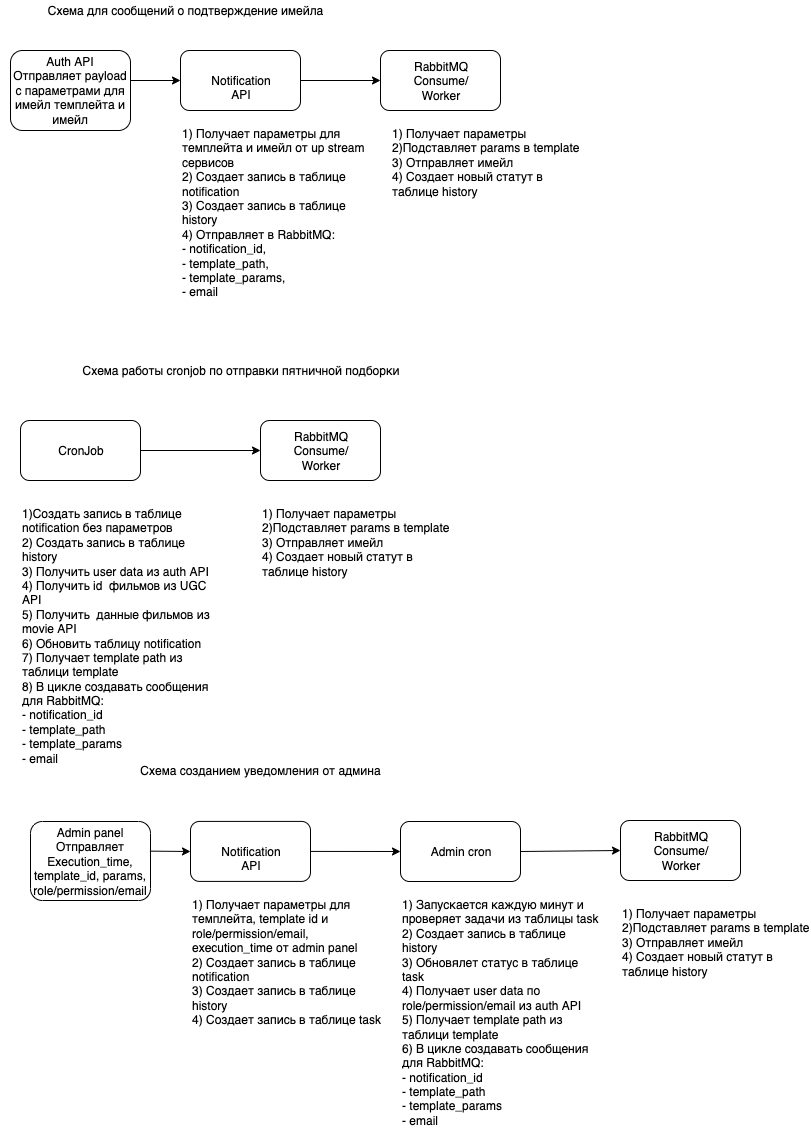 Схема для сообщений о подтверждение имейла
Auth API
Отправляет payload
с параметрами для
имейл темплейта и
имейл
Notification
API
RabbitMQ
Consume/
Worker
1) Получает параметры для
темплейта и имейл от up stream
сервисов
2) Создает запись в таблице
notification
3) Создает запись в таблице
history
4) Отправляет в RabbitMQ:
- notification_id,
- template_path,
- template_params,
- email
1) Получает параметры
2)Подставляет params в template
3) Отправляет имейл
4) Создает новый статут в
таблице history
Схема работы cronjob по отправки пятничной подборки
CronJob
RabbitMQ
Consume/
Worker
1)Создать запись в таблице
notification без параметров
2) Создать запись в таблице
history
3) Получить user data из auth API
4) Получить id  фильмов из UGC
API
5) Получить  данные фильмов из
movie API
6) Обновить таблицу notification
7) Получает template path из
таблици template
8) В цикле создавать сообщения
для RabbitMQ:
- notification_id
- template_path
- template_params
- email
1) Получает параметры
2)Подставляет params в template
3) Отправляет имейл
4) Создает новый статут в
таблице history
Схема созданием уведомления от админа
Admin panel
Отправляет
Execution_time,
template_id, params,
role/permission/email
Notification
API
Admin cron
RabbitMQ
Consume/
Worker
1) Получает параметры для
темплейта, template id и
role/permission/email,
execution_time от admin panel
2) Создает запись в таблице
notification
3) Создает запись в таблице
history
4) Создает запись в таблице task
1) Запускается каждую минут и
проверяет задачи из таблицы task
2) Создает запись в таблице
history
3) Обновялет статус в таблице
task
4) Получает user data по
role/permission/email из auth API
5) Получает template path из
таблици template
6) В цикле создавать сообщения
для RabbitMQ:
- notification_id
- template_path
- template_params
- email
1) Получает параметры
2)Подставляет params в template
3) Отправляет имейл
4) Создает новый статут в
таблице history